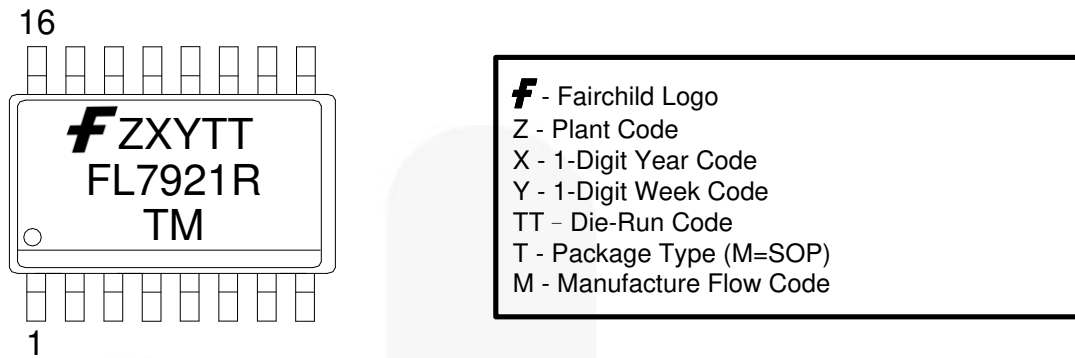 16
ZXYTT
FL7921R
TM
1
F - Fairchild Logo
Z - Plant Code
X - 1-Digit Year Code
Y - 1-Digit Week Code
TT – Die-Run Code
T - Package Type (M=SOP)
M - Manufacture Flow Code